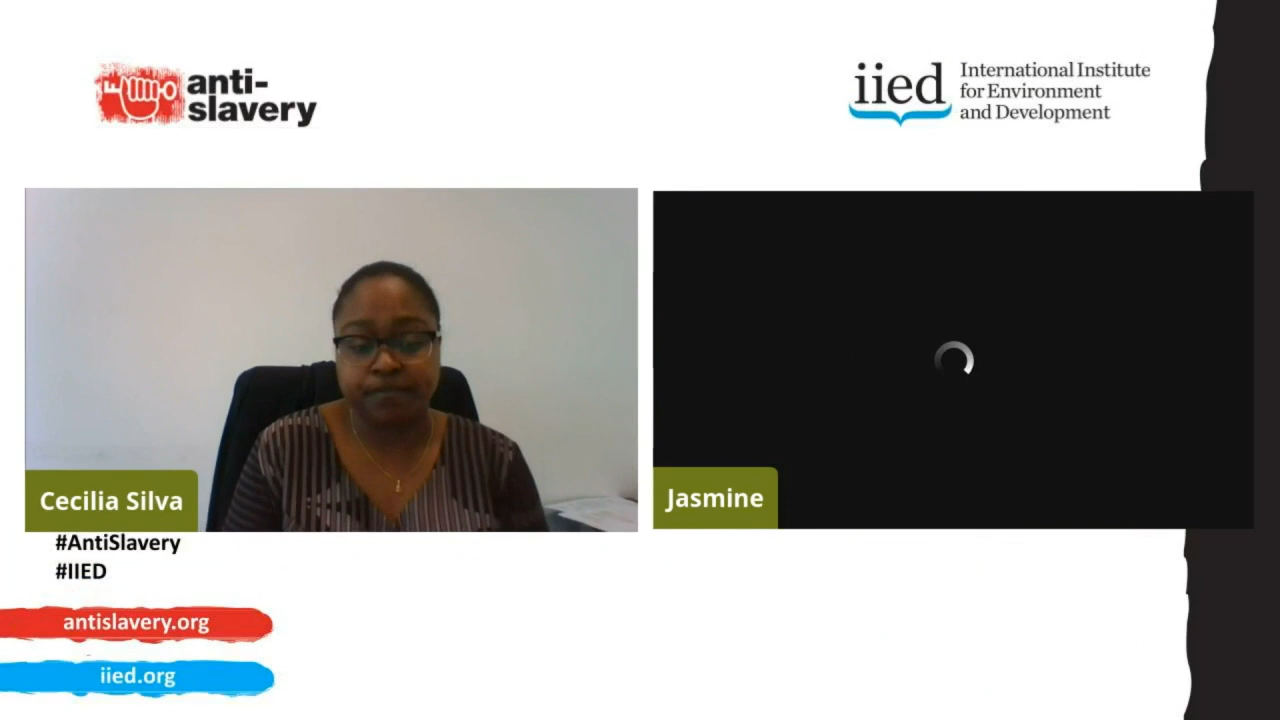 anti-
slavery
iied
International Institute
for Environment
and Development
Cecilia Silva
Jasmine
#AntiSlavery
#IIED
antislavery.org
iied.org